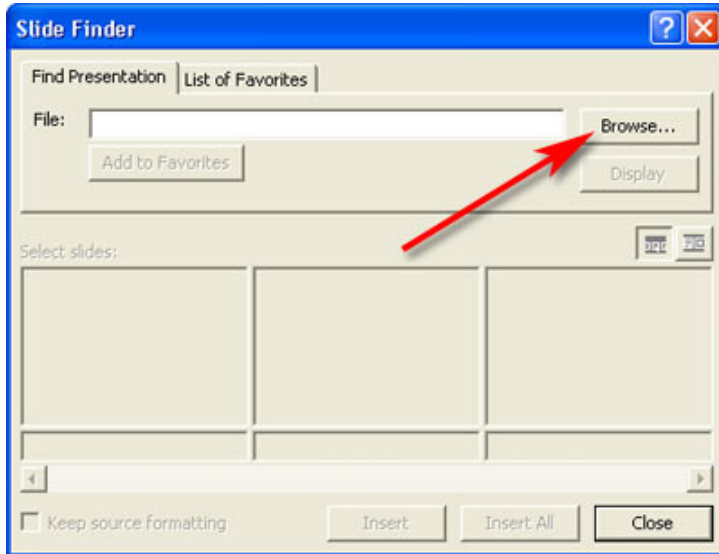 Slide Finder
Find Presentation List of Favorites
File: Browse...
Add to Favorites Display
Select slides:
Keep source formatting Insert Insert All Close